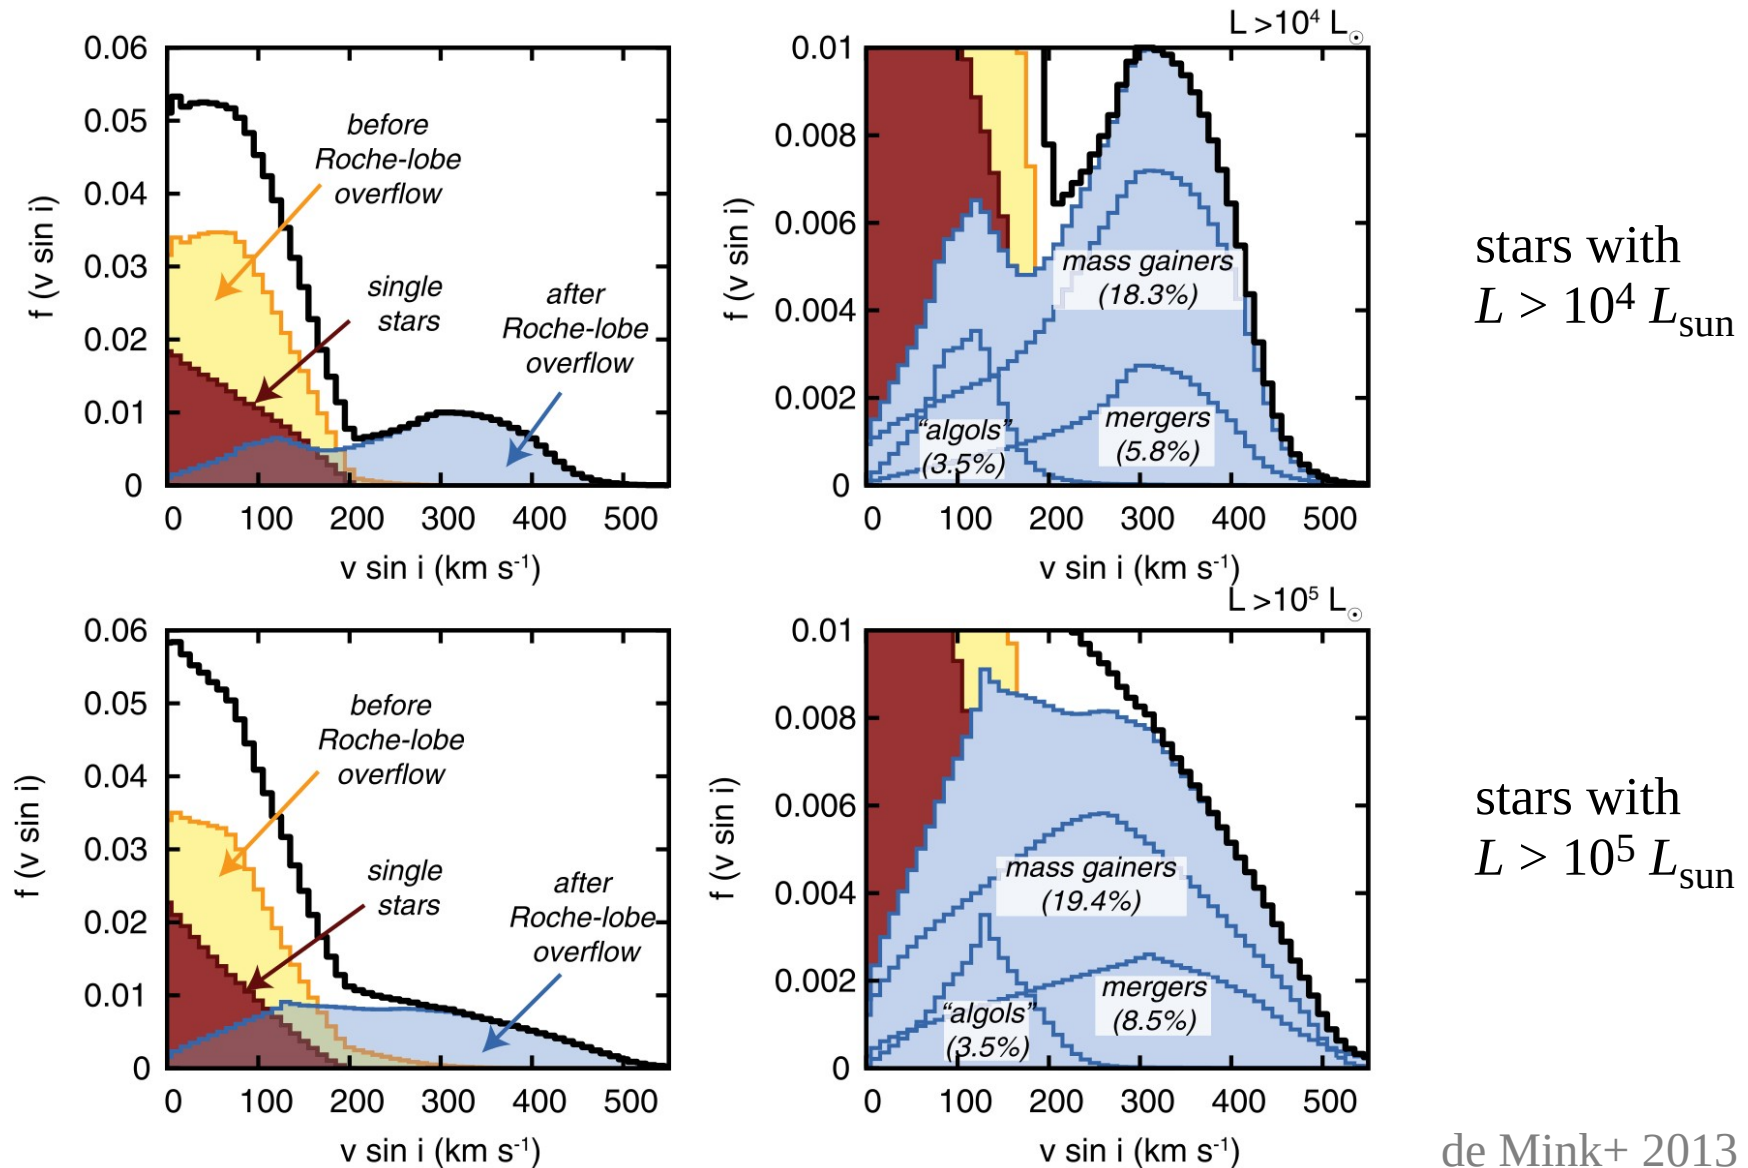 L >10⁴ L☉
0.06
0.05
0.04
0.03
0.02
0.01
0
f (v sin i)
before
Roche-lobe
overflow
single
stars
after
Roche-lobe
overflow
0 100 200 300 400 500
v sin i (km s⁻¹)
0.01
0.008
0.006
0.004
0.002
0
f (v sin i)
mass gainers
(18.3%)
"algols"
(3.5%)
mergers
(5.8%)
0 100 200 300 400 500
v sin i (km s⁻¹)
stars with
L > 10⁴ Lsun
L >10⁵ L☉
0.06
0.05
0.04
0.03
0.02
0.01
0
f (v sin i)
before
Roche-lobe
overflow
single
stars
after
Roche-lobe
overflow
0 100 200 300 400 500
v sin i (km s⁻¹)
0.01
0.008
0.006
0.004
0.002
0
f (v sin i)
mass gainers
(19.4%)
"algols"
(3.5%)
mergers
(8.5%)
0 100 200 300 400 500
v sin i (km s⁻¹)
stars with
L > 10⁵ Lsun
de Mink+ 2013